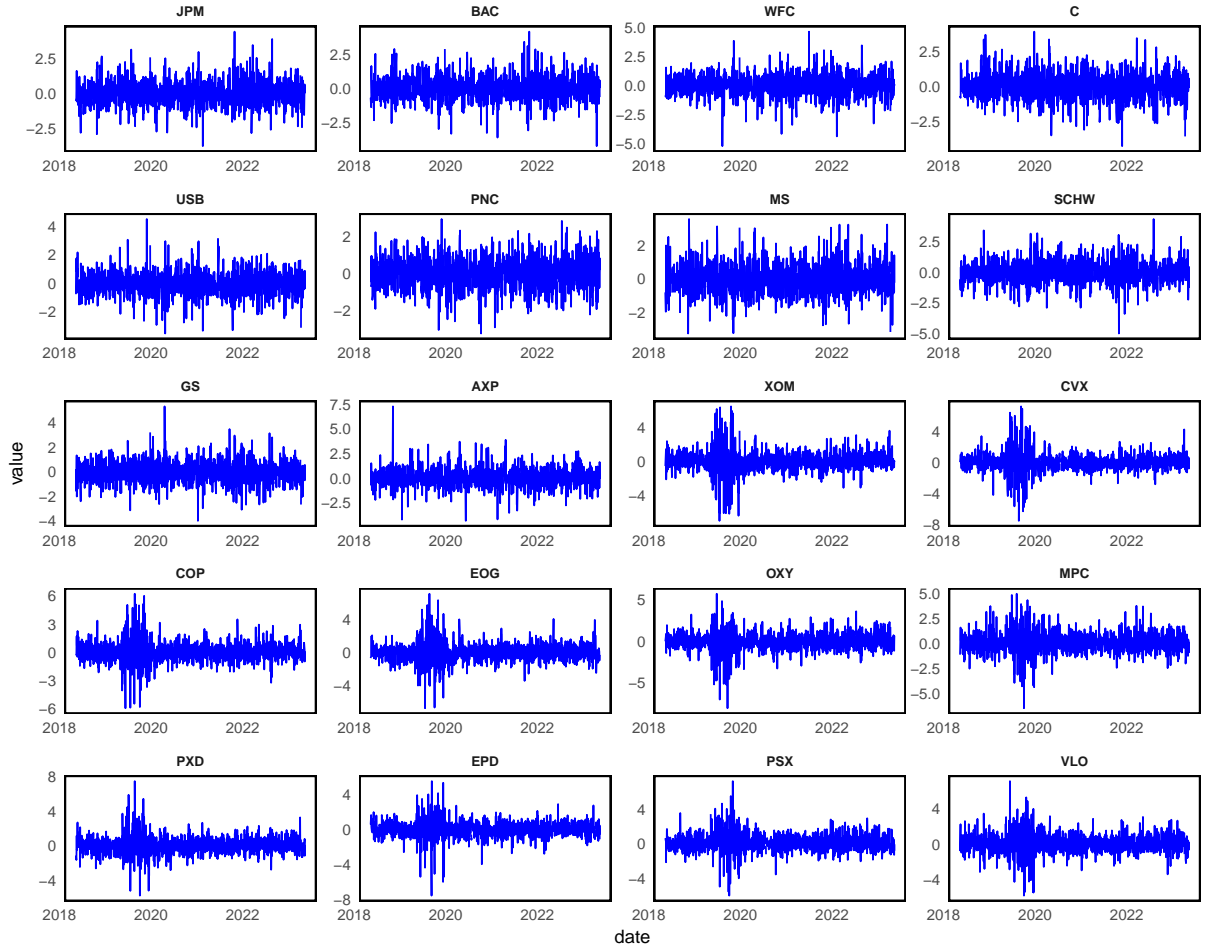 JPM BAC WFC C
2.5 0.0 −2.5
2.5 0.0 −2.5
5.0 2.5 0.0 −2.5 −5.0
2.5 0.0 −2.5
2018 2020 2022 2018 2020 2022 2018 2020 2022 2018 2020 2022
USB PNC MS SCHW
4 2 0 −2
2 0 −2
2 0 −2
2.5 0.0 −2.5 −5.0
2018 2020 2022 2018 2020 2022 2018 2020 2022 2018 2020 2022
GS AXP XOM CVX
4 2 0 −2 −4
7.5 5.0 2.5 0.0 −2.5
4 0 −4
4 0 −4 −8
2018 2020 2022 2018 2020 2022 2018 2020 2022 2018 2020 2022
value
COP EOG OXY MPC
6 3 0 −3 −6
4 0 −4
5 0 −5
5.0 2.5 0.0 −2.5 −5.0
2018 2020 2022 2018 2020 2022 2018 2020 2022 2018 2020 2022
PXD EPD PSX VLO
8 4 0 −4
4 0 −4 −8
4 0 −4
4 0 −4
2018 2020 2022 2018 2020 2022 2018 2020 2022 2018 2020 2022
date